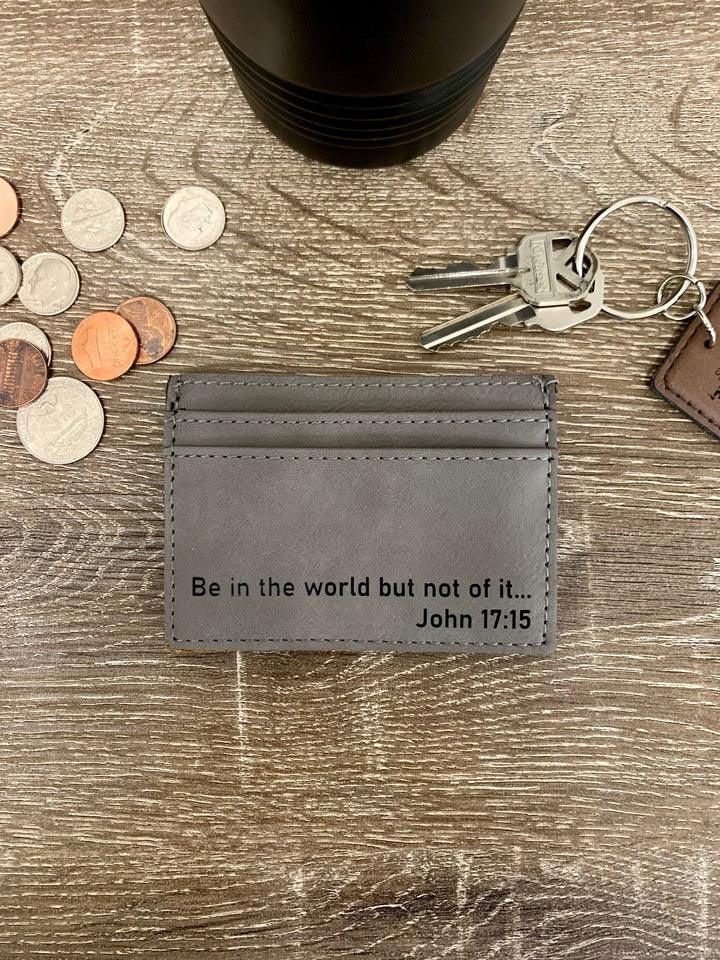 Be in the world but not of it...
John 17:15